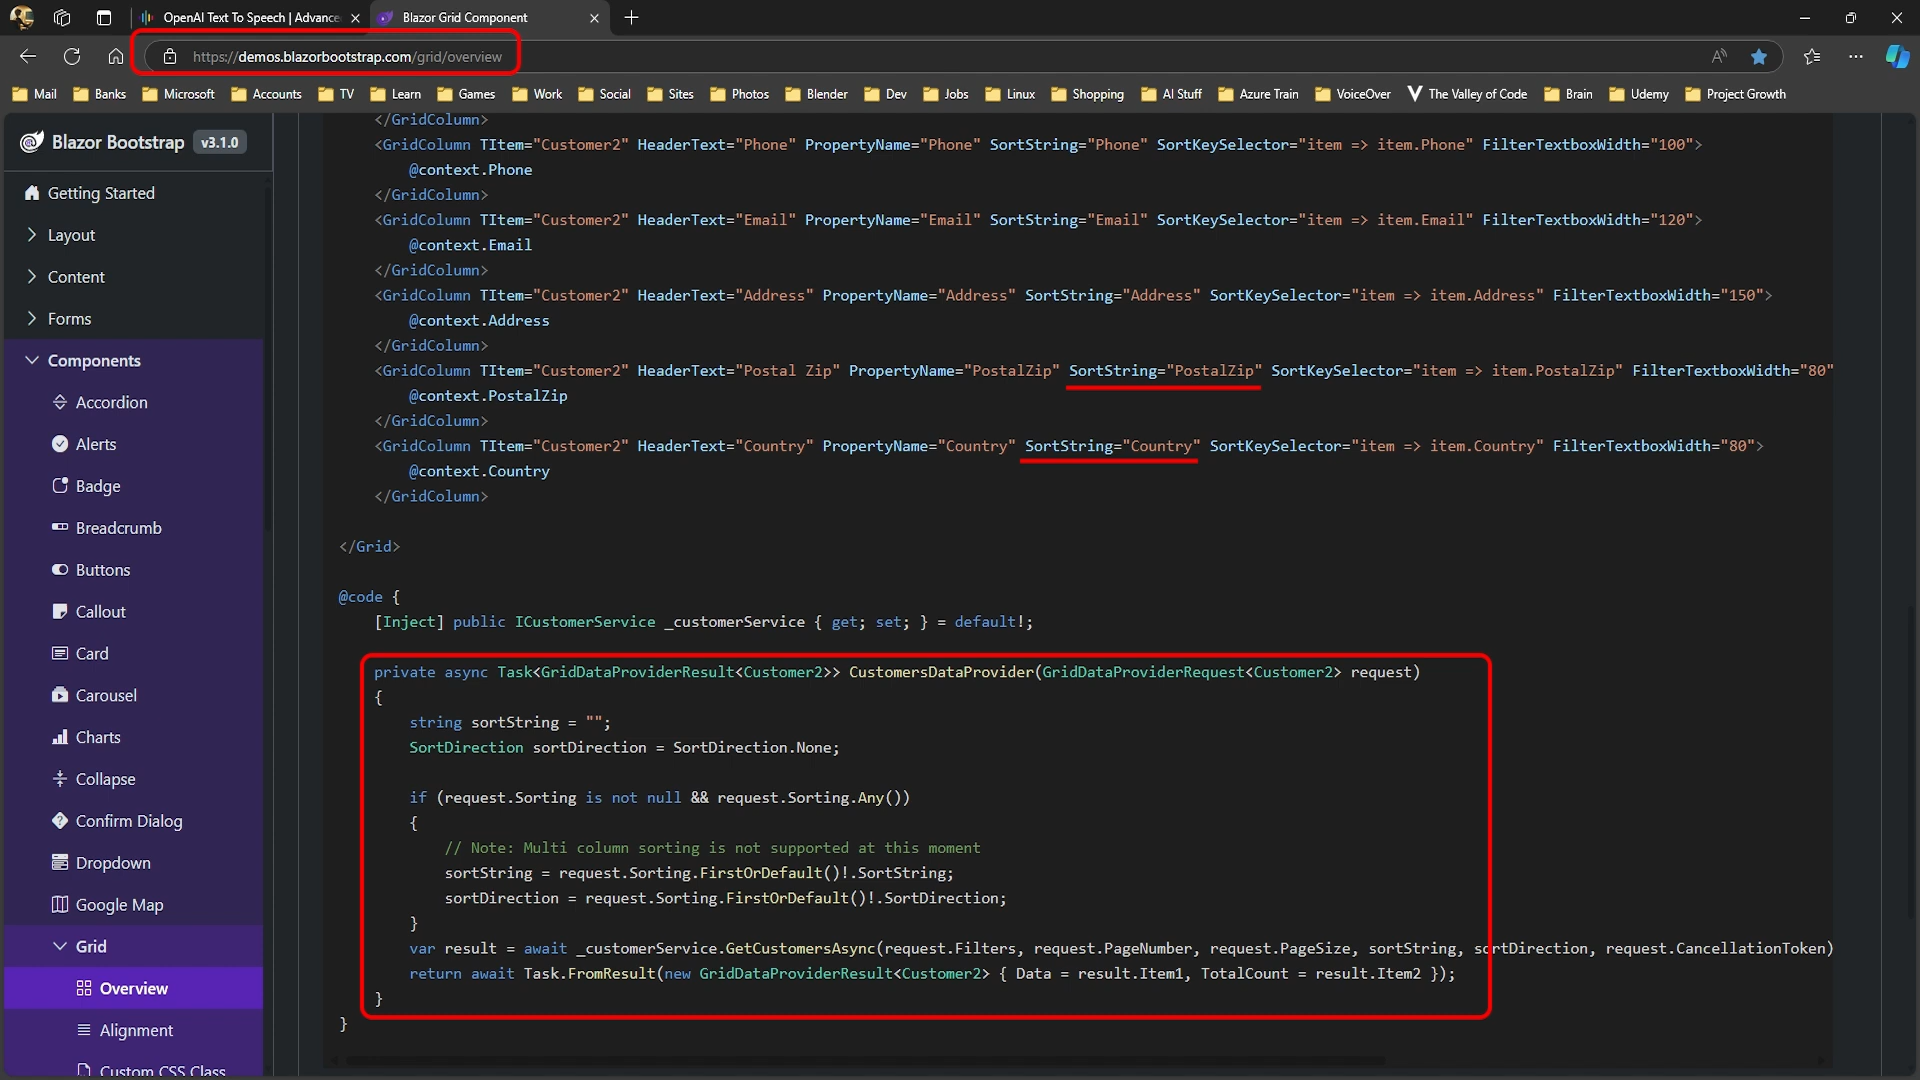 OpenAI Text To Speech | Advance
Blazor Grid Component
https://demos.blazorbootstrap.com/grid/overview
Mail Banks Microsoft Accounts TV Learn Games Work Social Sites Photos Blender Dev Jobs Linux Shopping AI Stuff Azure Train VoiceOver The Valley of Code Brain Udemy Project Growth
Blazor Bootstrap v3.1.0
Getting Started
Layout
Content
Forms
Components
Accordion
Alerts
Badge
Breadcrumb
Buttons
Callout
Card
Carousel
Charts
Collapse
Confirm Dialog
Dropdown
Google Map
Grid
Overview
Alignment
Custom CSS Class
</GridColumn>
<GridColumn TItem="Customer2" HeaderText="Phone" PropertyName="Phone" SortString="Phone" SortKeySelector="item => item.Phone" FilterTextboxWidth="100">
@context.Phone
</GridColumn>
<GridColumn TItem="Customer2" HeaderText="Email" PropertyName="Email" SortString="Email" SortKeySelector="item => item.Email" FilterTextboxWidth="120">
@context.Email
</GridColumn>
<GridColumn TItem="Customer2" HeaderText="Address" PropertyName="Address" SortString="Address" SortKeySelector="item => item.Address" FilterTextboxWidth="150">
@context.Address
</GridColumn>
<GridColumn TItem="Customer2" HeaderText="Postal Zip" PropertyName="PostalZip" SortString="PostalZip" SortKeySelector="item => item.PostalZip" FilterTextboxWidth="80"
@context.PostalZip
</GridColumn>
<GridColumn TItem="Customer2" HeaderText="Country" PropertyName="Country" SortString="Country" SortKeySelector="item => item.Country" FilterTextboxWidth="80">
@context.Country
</GridColumn>
</Grid>
@code {
[Inject] public ICustomerService _customerService { get; set; } = default!;
private async Task<GridDataProviderResult<Customer2>> CustomersDataProvider(GridDataProviderRequest<Customer2> request)
{
string sortString = "";
SortDirection sortDirection = SortDirection.None;
if (request.Sorting is not null && request.Sorting.Any())
{
// Note: Multi column sorting is not supported at this moment
sortString = request.Sorting.FirstOrDefault()!.SortString;
sortDirection = request.Sorting.FirstOrDefault()!.SortDirection;
}
var result = await _customerService.GetCustomersAsync(request.Filters, request.PageNumber, request.PageSize, sortString, sortDirection, request.CancellationToken)
return await Task.FromResult(new GridDataProviderResult<Customer2> { Data = result.Item1, TotalCount = result.Item2 });
}
}